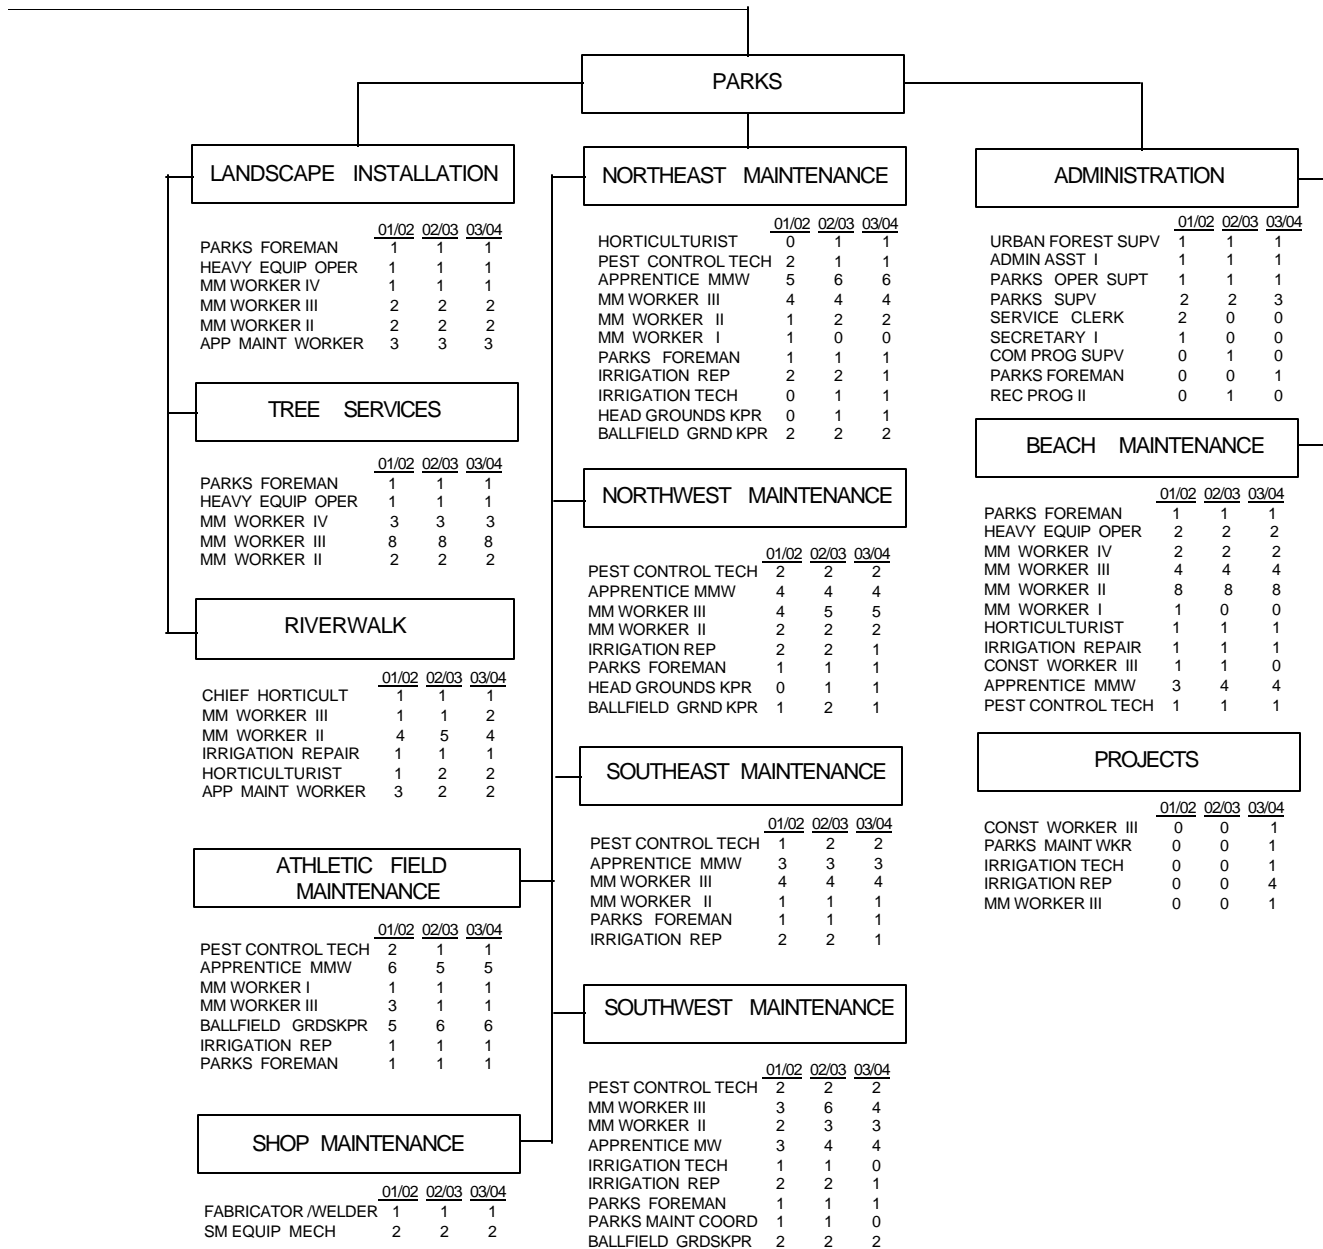 PARKS
LANDSCAPE INSTALLATION
01/02 02/03 03/04
PARKS FOREMAN 1 1 1
HEAVY EQUIP OPER 1 1 1
MM WORKER IV 1 1 1
MM WORKER III 2 2 2
MM WORKER II 2 2 2
APP MAINT WORKER 3 3 3
TREE SERVICES
01/02 02/03 03/04
PARKS FOREMAN 1 1 1
HEAVY EQUIP OPER 1 1 1
MM WORKER IV 3 3 3
MM WORKER III 8 8 8
MM WORKER II 2 2 2
RIVERWALK
01/02 02/03 03/04
CHIEF HORTICULT 1 1 1
MM WORKER III 1 1 2
MM WORKER II 4 5 4
IRRIGATION REPAIR 1 1 1
HORTICULTURIST 1 2 2
APP MAINT WORKER 3 2 2
ATHLETIC FIELD
MAINTENANCE
01/02 02/03 03/04
PEST CONTROL TECH 2 1 1
APPRENTICE MMW 6 5 5
MM WORKER I 1 1 1
MM WORKER III 3 1 1
BALLFIELD GRDSKPR 5 6 6
IRRIGATION REP 1 1 1
PARKS FOREMAN 1 1 1
SHOP MAINTENANCE
01/02 02/03 03/04
FABRICATOR /WELDER 1 1 1
SM EQUIP MECH 2 2 2
NORTHEAST MAINTENANCE
01/02 02/03 03/04
HORTICULTURIST 0 1 1
PEST CONTROL TECH 2 1 1
APPRENTICE MMW 5 6 6
MM WORKER III 4 4 4
MM WORKER II 1 2 2
MM WORKER I 1 0 0
PARKS FOREMAN 1 1 1
IRRIGATION REP 2 2 1
IRRIGATION TECH 0 1 1
HEAD GROUNDS KPR 0 1 1
BALLFIELD GRND KPR 2 2 2
NORTHWEST MAINTENANCE
01/02 02/03 03/04
PEST CONTROL TECH 2 2 2
APPRENTICE MMW 4 4 4
MM WORKER III 4 5 5
MM WORKER II 2 2 2
IRRIGATION REP 2 2 1
PARKS FOREMAN 1 1 1
HEAD GROUNDS KPR 0 1 1
BALLFIELD GRND KPR 1 2 1
SOUTHEAST MAINTENANCE
01/02 02/03 03/04
PEST CONTROL TECH 1 2 2
APPRENTICE MMW 3 3 3
MM WORKER III 4 4 4
MM WORKER II 1 1 1
PARKS FOREMAN 1 1 1
IRRIGATION REP 2 2 1
SOUTHWEST MAINTENANCE
01/02 02/03 03/04
PEST CONTROL TECH 2 2 2
MM WORKER III 3 6 4
MM WORKER II 2 3 3
APPRENTICE MW 3 4 4
IRRIGATION TECH 1 1 0
IRRIGATION REP 2 2 1
PARKS FOREMAN 1 1 1
PARKS MAINT COORD 1 1 0
BALLFIELD GRDSKPR 2 2 2
ADMINISTRATION
01/02 02/03 03/04
URBAN FOREST SUPV 1 1 1
ADMIN ASST I 1 1 1
PARKS OPER SUPT 1 1 1
PARKS SUPV 2 2 3
SERVICE CLERK 2 0 0
SECRETARY I 1 0 0
COM PROG SUPV 0 1 0
PARKS FOREMAN 0 0 1
REC PROG II 0 1 0
BEACH MAINTENANCE
01/02 02/03 03/04
PARKS FOREMAN 1 1 1
HEAVY EQUIP OPER 2 2 2
MM WORKER IV 2 2 2
MM WORKER III 4 4 4
MM WORKER II 8 8 8
MM WORKER I 1 0 0
HORTICULTURIST 1 1 1
IRRIGATION REPAIR 1 1 1
CONST WORKER III 1 1 0
APPRENTICE MMW 3 4 4
PEST CONTROL TECH 1 1 1
PROJECTS
01/02 02/03 03/04
CONST WORKER III 0 0 1
PARKS MAINT WKR 0 0 1
IRRIGATION TECH 0 0 1
IRRIGATION REP 0 0 4
MM WORKER III 0 0 1